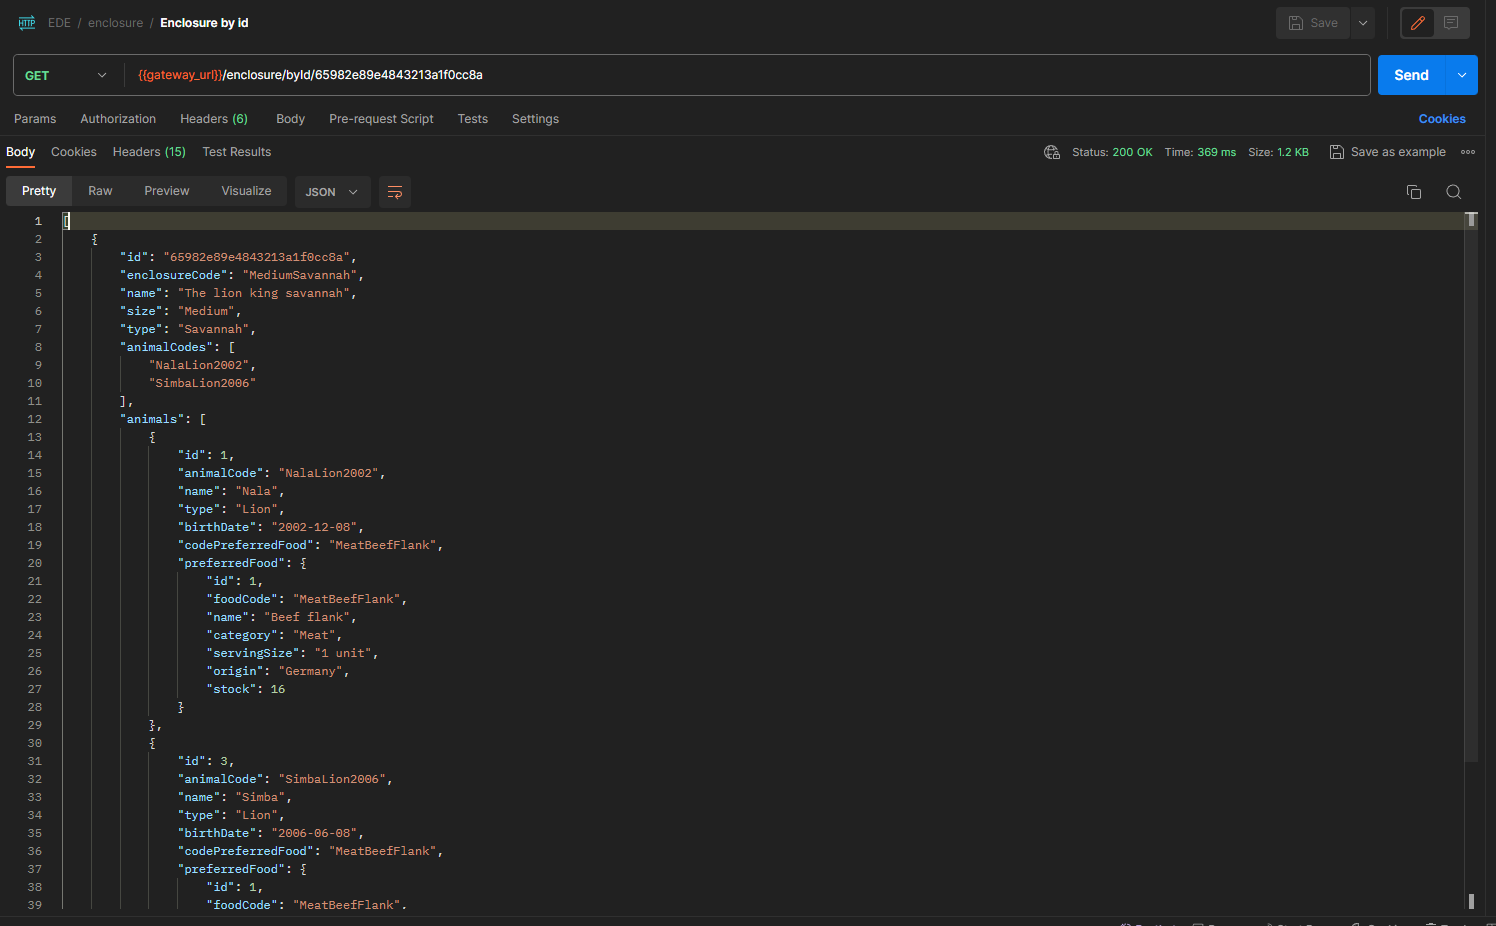 HTTP EDE / enclosure / Enclosure by id Save
GET {{gateway_url}}/enclosure/byId/65982e89e4843213a1f0cc8a Send
Params Authorization Headers (6) Body Pre-request Script Tests Settings Cookies
Body Cookies Headers (15) Test Results Status: 200 OK Time: 369 ms Size: 1.2 KB Save as example
Pretty Raw Preview Visualize JSON
1 [
2 {
3 "id": "65982e89e4843213a1f0cc8a",
4 "enclosureCode": "MediumSavannah",
5 "name": "The lion king savannah",
6 "size": "Medium",
7 "type": "Savannah",
8 "animalCodes": [
9 "NalaLion2002",
10 "SimbaLion2006"
11 ],
12 "animals": [
13 {
14 "id": 1,
15 "animalCode": "NalaLion2002",
16 "name": "Nala",
17 "type": "Lion",
18 "birthDate": "2002-12-08",
19 "codePreferredFood": "MeatBeefFlank",
20 "preferredFood": {
21 "id": 1,
22 "foodCode": "MeatBeefFlank",
23 "name": "Beef flank",
24 "category": "Meat",
25 "servingSize": "1 unit",
26 "origin": "Germany",
27 "stock": 16
28 }
29 },
30 {
31 "id": 3,
32 "animalCode": "SimbaLion2006",
33 "name": "Simba",
34 "type": "Lion",
35 "birthDate": "2006-06-08",
36 "codePreferredFood": "MeatBeefFlank",
37 "preferredFood": {
38 "id": 1,
39 "foodCode": "MeatBeefFlank",